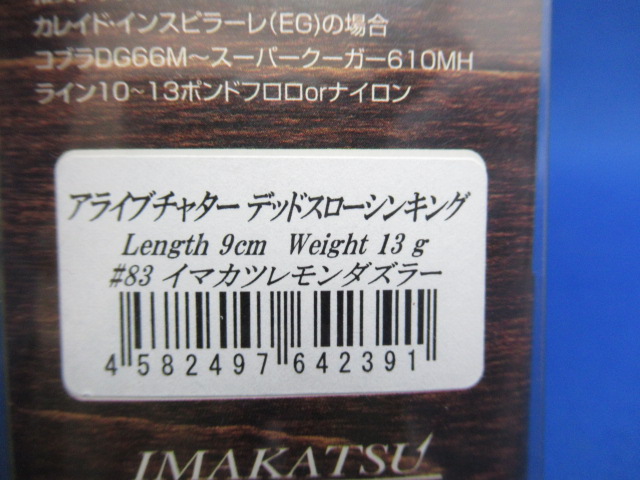 カレイド・インスピラーレ(EG)の場合
コブラDG66M〜スーパークーガー610MH
ライン10〜13ポンドフロロorナイロン
アライブチャター デッドスローシンキング
Length 9cm Weight 13 g
#83 イマカツレモンダズラー
4 582497 642391
IMAKATSU